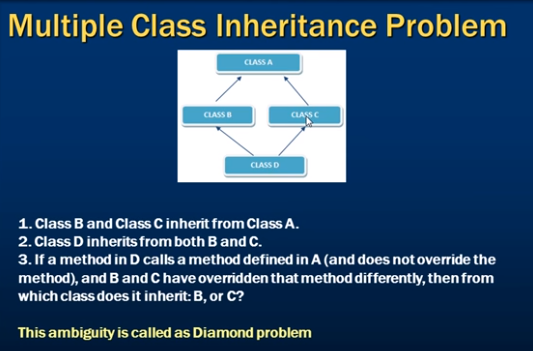 Multiple Class Inheritance Problem
CLASS A
CLASS B
CLASS C
CLASS D
1. Class B and Class C inherit from Class A.
2. Class D inherits from both B and C.
3. If a method in D calls a method defined in A (and does not override the
method), and B and C have overridden that method differently, then from
which class does it inherit: B, or C?
This ambiguity is called as Diamond problem